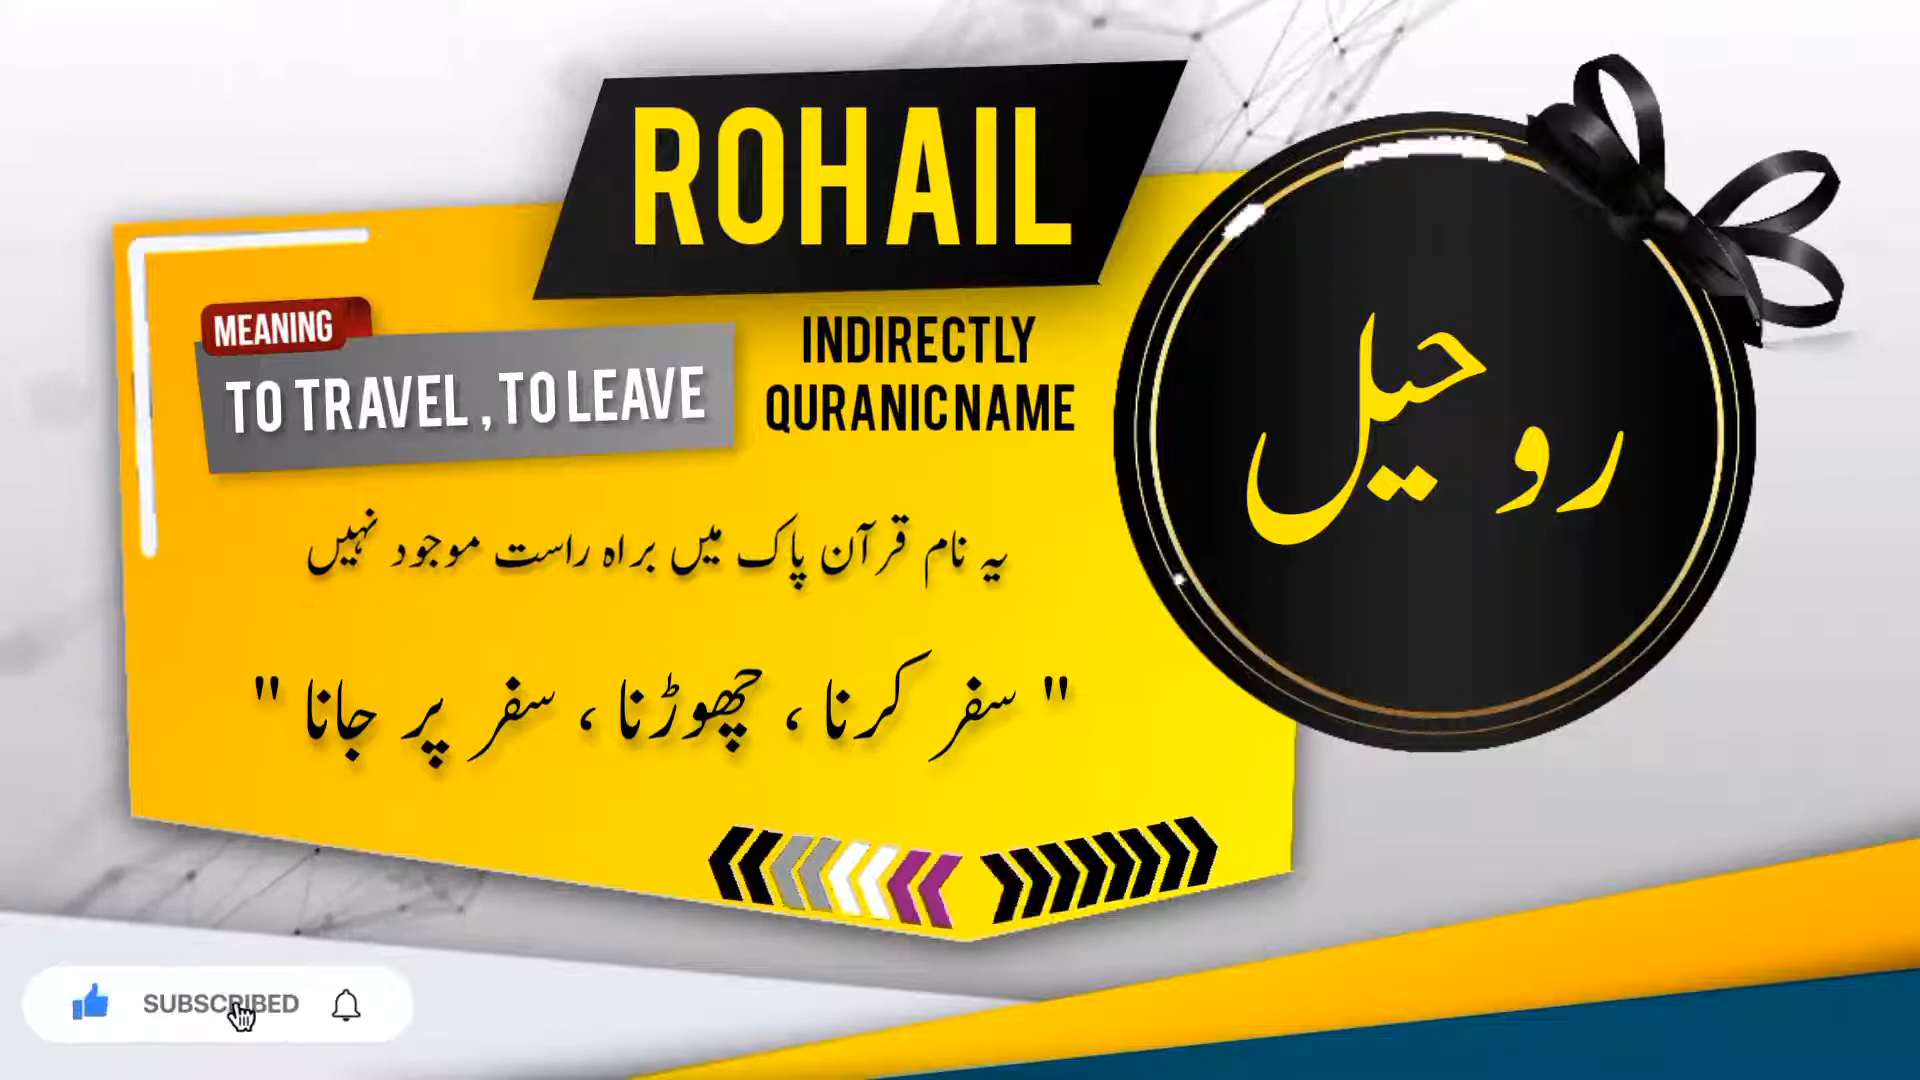 ROHAIL
MEANING
TO TRAVEL , TO LEAVE
INDIRECTLY
QURANIC NAME
روحیل
یہ نام قرآن پاک میں براہ راست موجود نہیں
" سفر کرنا ، چھوڑنا ، سفر پر جانا "
SUBSCRIBED